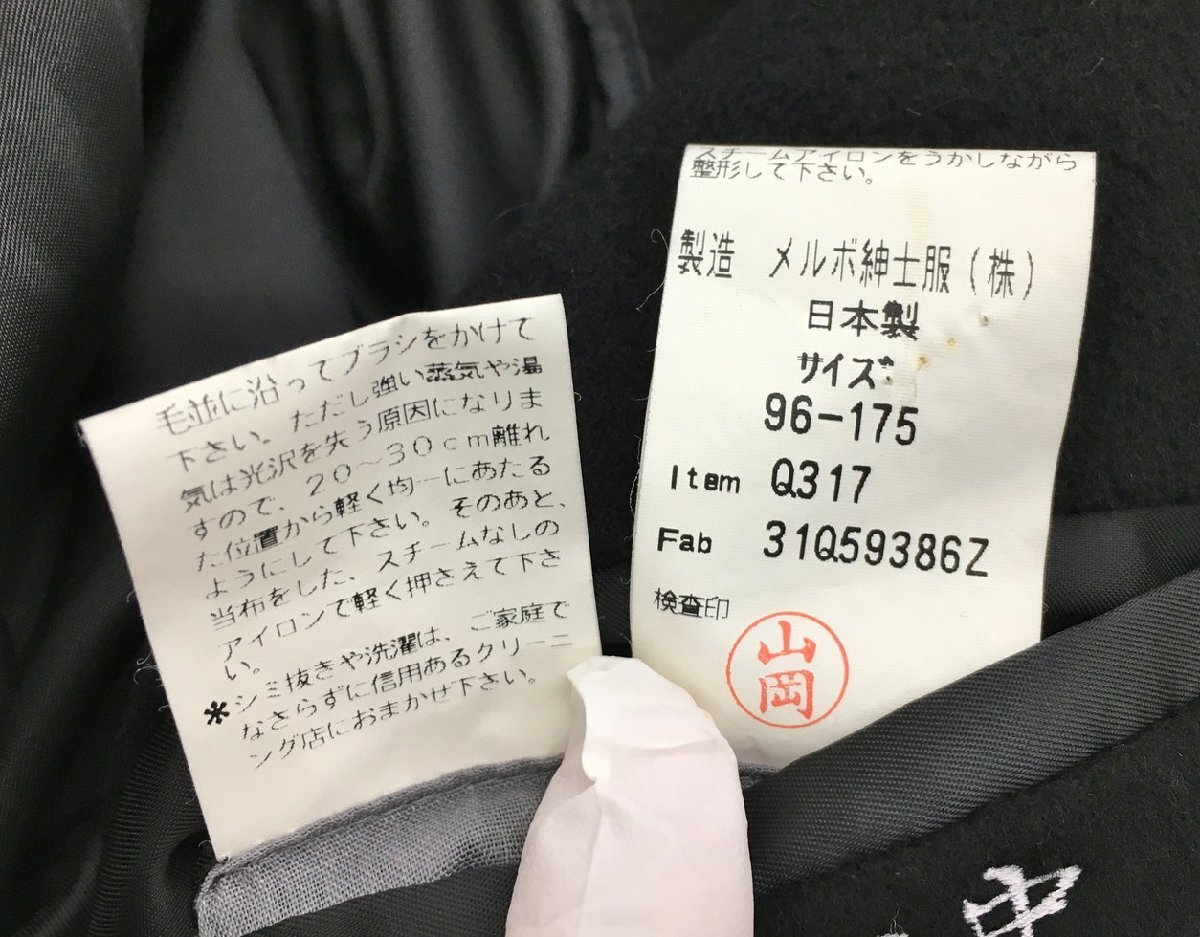 毛並に沿ってブラシをかけて
下さい。ただし強い蒸気や湿
気は光沢を失う原因になりま
すので、20~30cm離れ
た位置から軽く均一にあたる
ようにして下さい。そのあと、
当布をした、スチームなしの
アイロンで軽く押さえて下さ
い。
*シミ抜きや洗濯は、ご家庭で
なさらずに信用あるクリーニ
ング店におまかせ下さい。
スチームアイロンをうかしながら
整形して下さい。
製造 メルボ紳士服(株)
日本製
サイズ:
96-175
Item Q317
Fab 31Q59386Z
検査印
山岡
中